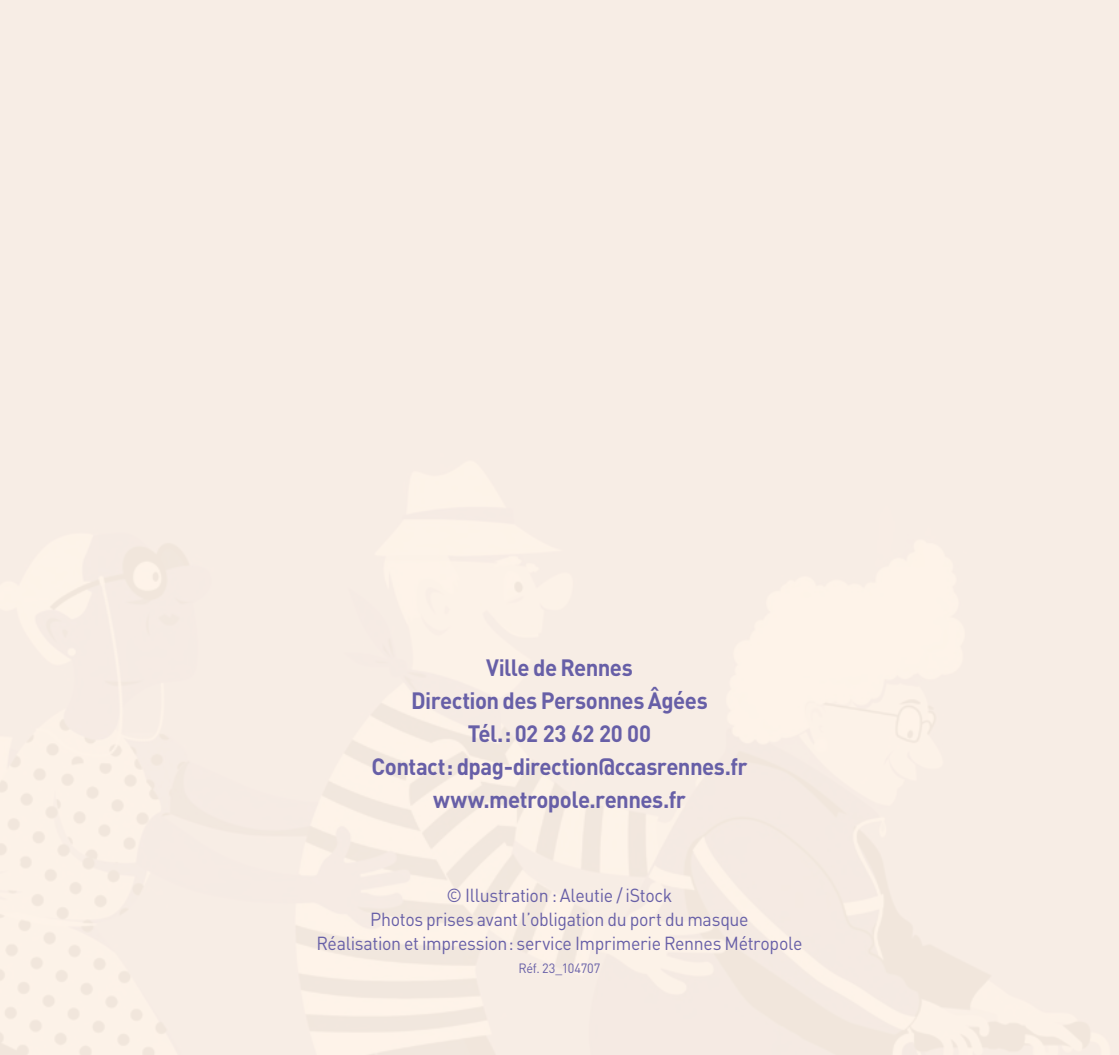 Ville de Rennes
Direction des Personnes Âgées
Tél. : 02 23 62 20 00
Contact : dpag-direction@ccasrennes.fr
www.metropole.rennes.fr
© Illustration : Aleutie / iStock
Photos prises avant l'obligation du port du masque
Réalisation et impression : service Imprimerie Rennes Métropole
Réf. 23_104707